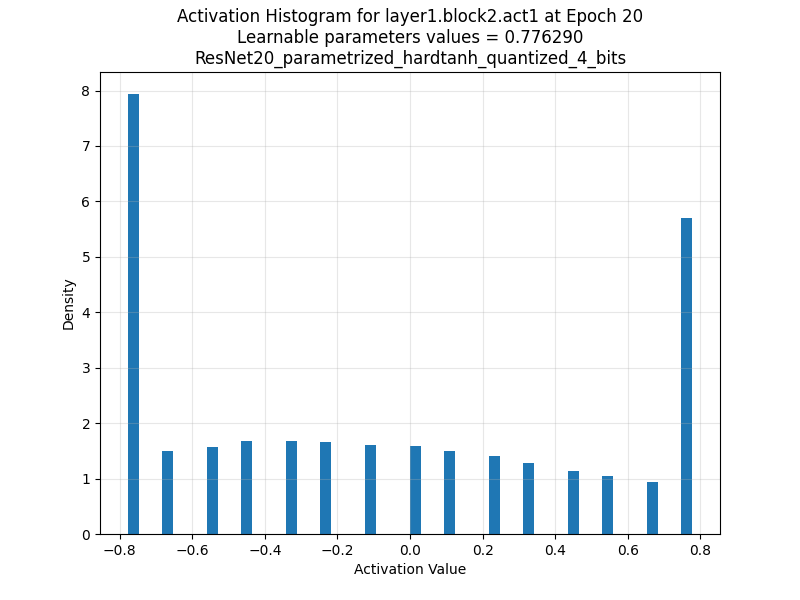 Activation Histogram for layer1.block2.act1 at Epoch 20
Learnable parameters values = 0.776290
ResNet20_parametrized_hardtanh_quantized_4_bits
8
7
6
5
4
3
2
1
0
Density
−0.8 −0.6 −0.4 −0.2 0.0 0.2 0.4 0.6 0.8
Activation Value